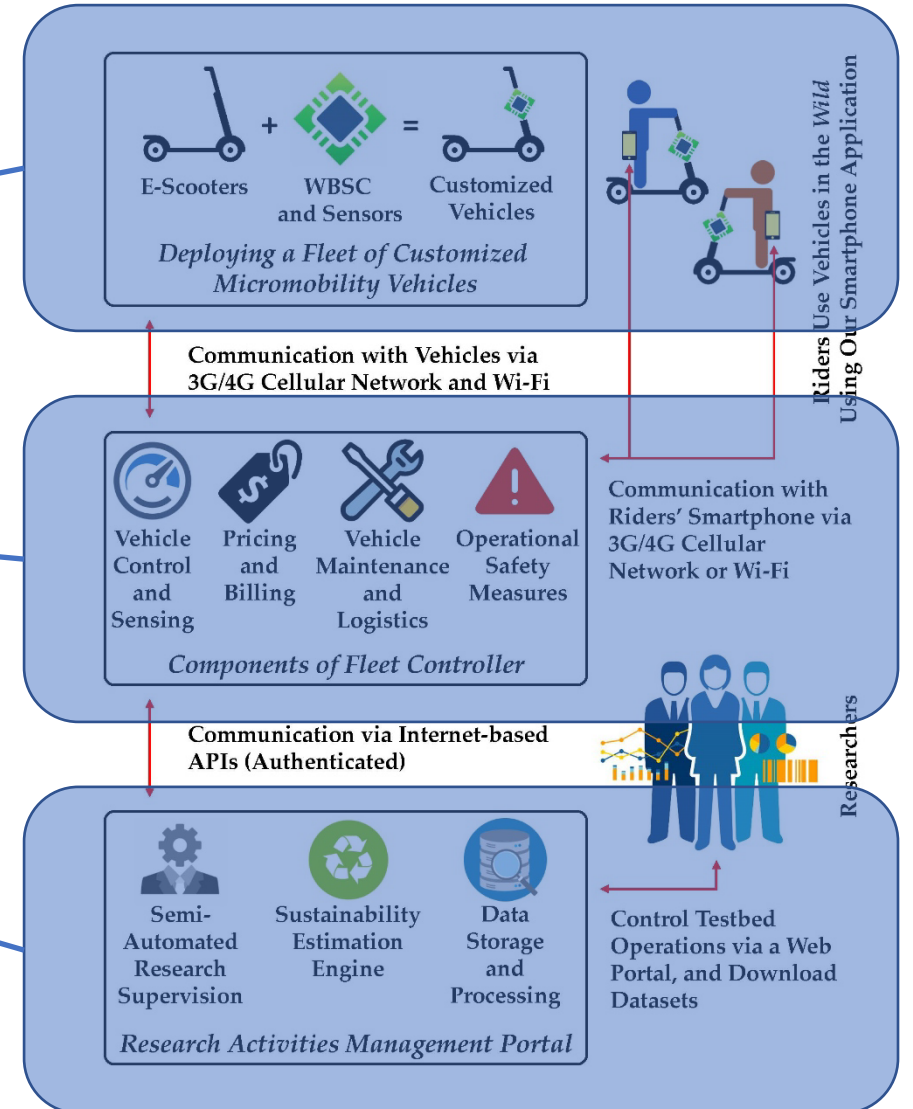 +
=
E-Scooters
WBSC
and Sensors
Customized
Vehicles
Deploying a Fleet of Customized
Micromobility Vehicles
Riders Use Vehicles in the Wild
Using Our Smartphone Application
Communication with Vehicles via
3G/4G Cellular Network and Wi-Fi
$
!
Vehicle
Control
and
Sensing
Pricing
and
Billing
Vehicle
Maintenance
and
Logistics
Operational
Safety
Measures
Components of Fleet Controller
Communication with
Riders' Smartphone via
3G/4G Cellular
Network or Wi-Fi
Communication via Internet-based
APIs (Authenticated)
Researchers
Semi-
Automated
Research
Supervision
Sustainability
Estimation
Engine
Data
Storage
and
Processing
Research Activities Management Portal
Control Testbed
Operations via a Web
Portal, and Download
Datasets